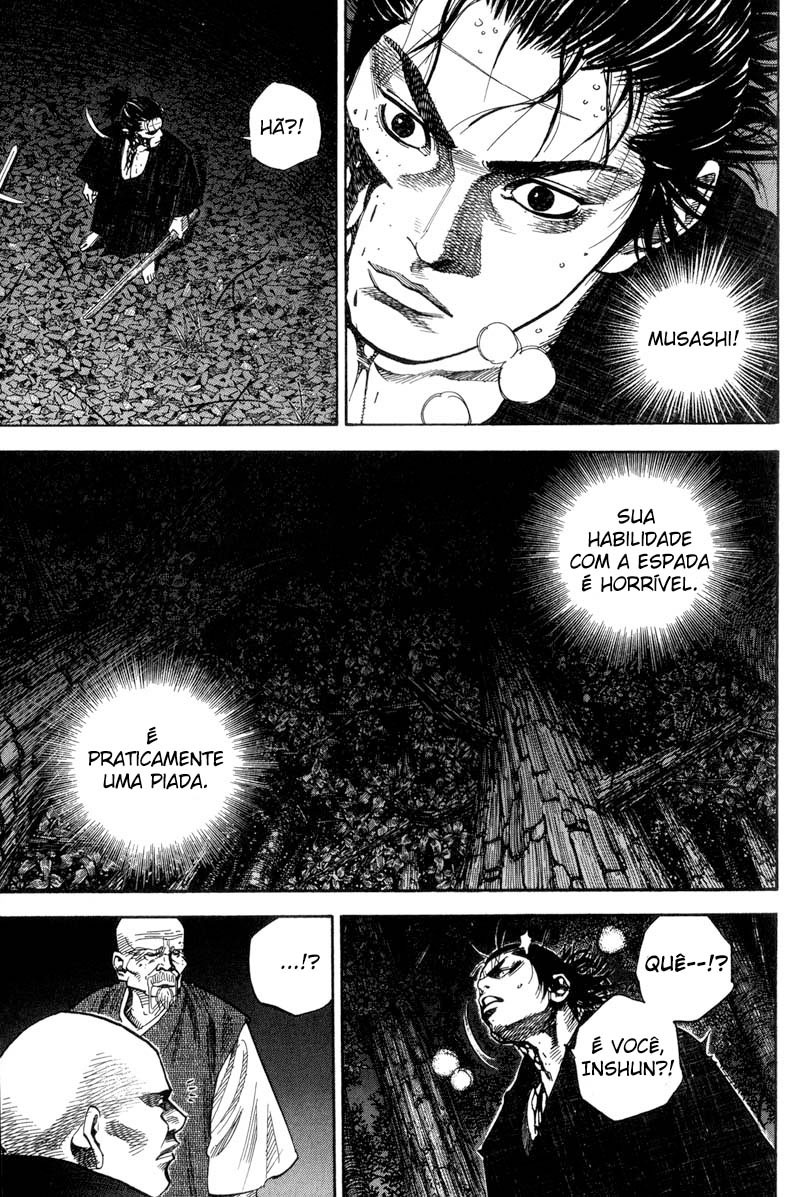 MUSASHI!
HÃ?!
SUA
HABILIDADE
COM A ESPADA
É HORRÍVEL.
É
PRATICAMENTE
UMA PIADA.
QUÊ--!?
É VOCÊ,
INSHUN?!
...!?